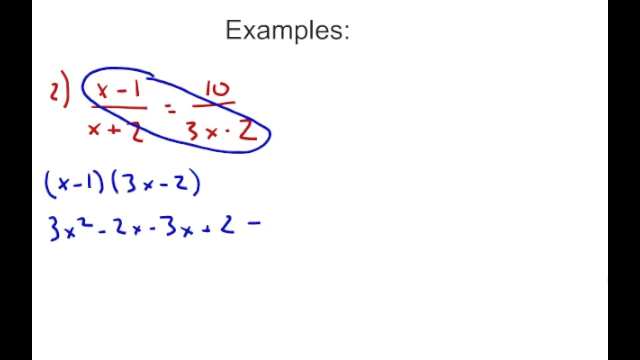 Examples:
2) x - 1 / x + 2 = 10 / 3x - 2
(x - 1)(3x - 2)
3x² - 2x - 3x + 2 =